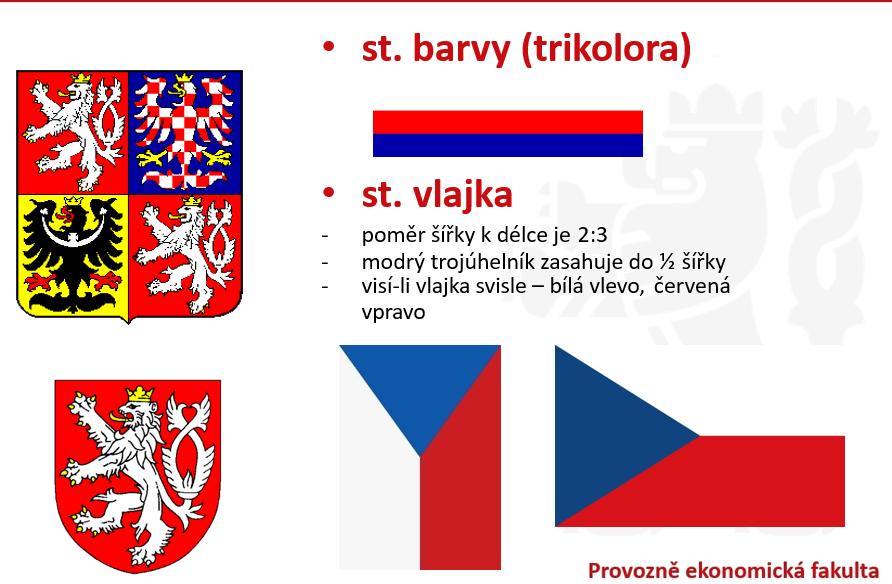 • st. barvy (trikolora)
• st. vlajka
- poměr šířky k délce je 2:3
- modrý trojúhelník zasahuje do ½ šířky
- visí-li vlajka svisle – bílá vlevo, červená
vpravo
Provozně ekonomická fakulta